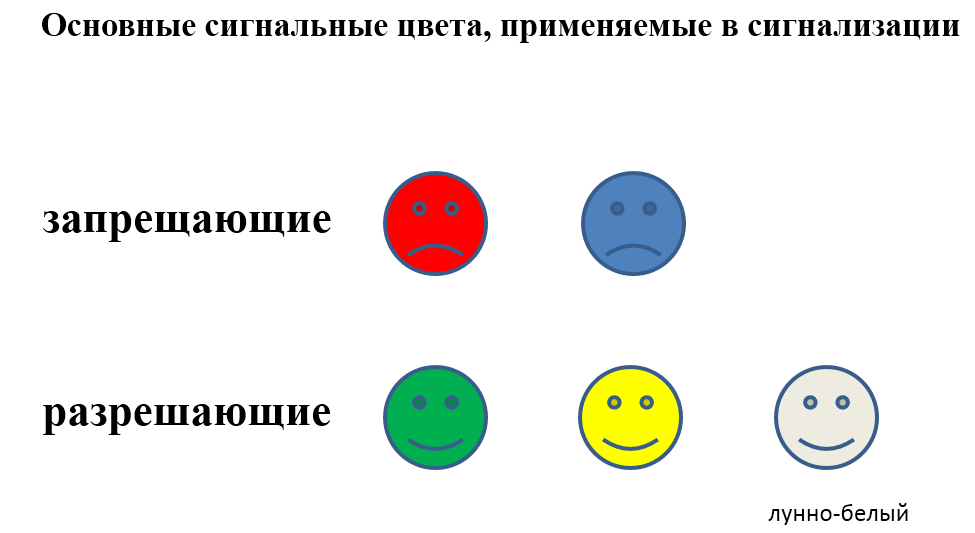 Основные сигнальные цвета, применяемые в сигнализации
запрещающие
разрешающие
лунно-белый